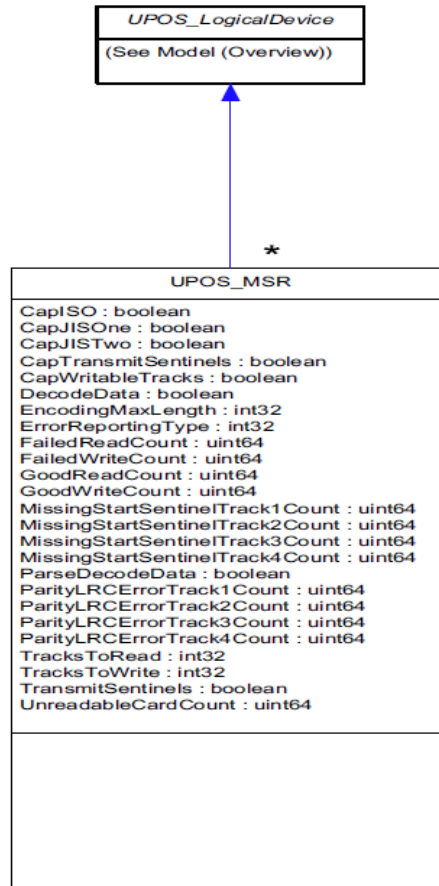 UPOS_LogicalDevice
(See Model (Overview))
*
UPOS_MSR
CapISO : boolean
CapJISOne : boolean
CapJISTwo : boolean
CapTransmitSentinels : boolean
CapWritableTracks : boolean
DecodeData : boolean
EncodingMaxLength : int32
ErrorReportingType : int32
FailedReadCount : uint64
FailedWriteCount : uint64
GoodReadCount : uint64
GoodWriteCount : uint64
MissingStartSentinelTrack1Count : uint64
MissingStartSentinelTrack2Count : uint64
MissingStartSentinelTrack3Count : uint64
MissingStartSentinelTrack4Count : uint64
ParseDecodeData : boolean
ParityLRCErrorTrack1Count : uint64
ParityLRCErrorTrack2Count : uint64
ParityLRCErrorTrack3Count : uint64
ParityLRCErrorTrack4Count : uint64
TracksToRead : int32
TracksToWrite : int32
TransmitSentinels : boolean
UnreadableCardCount : uint64